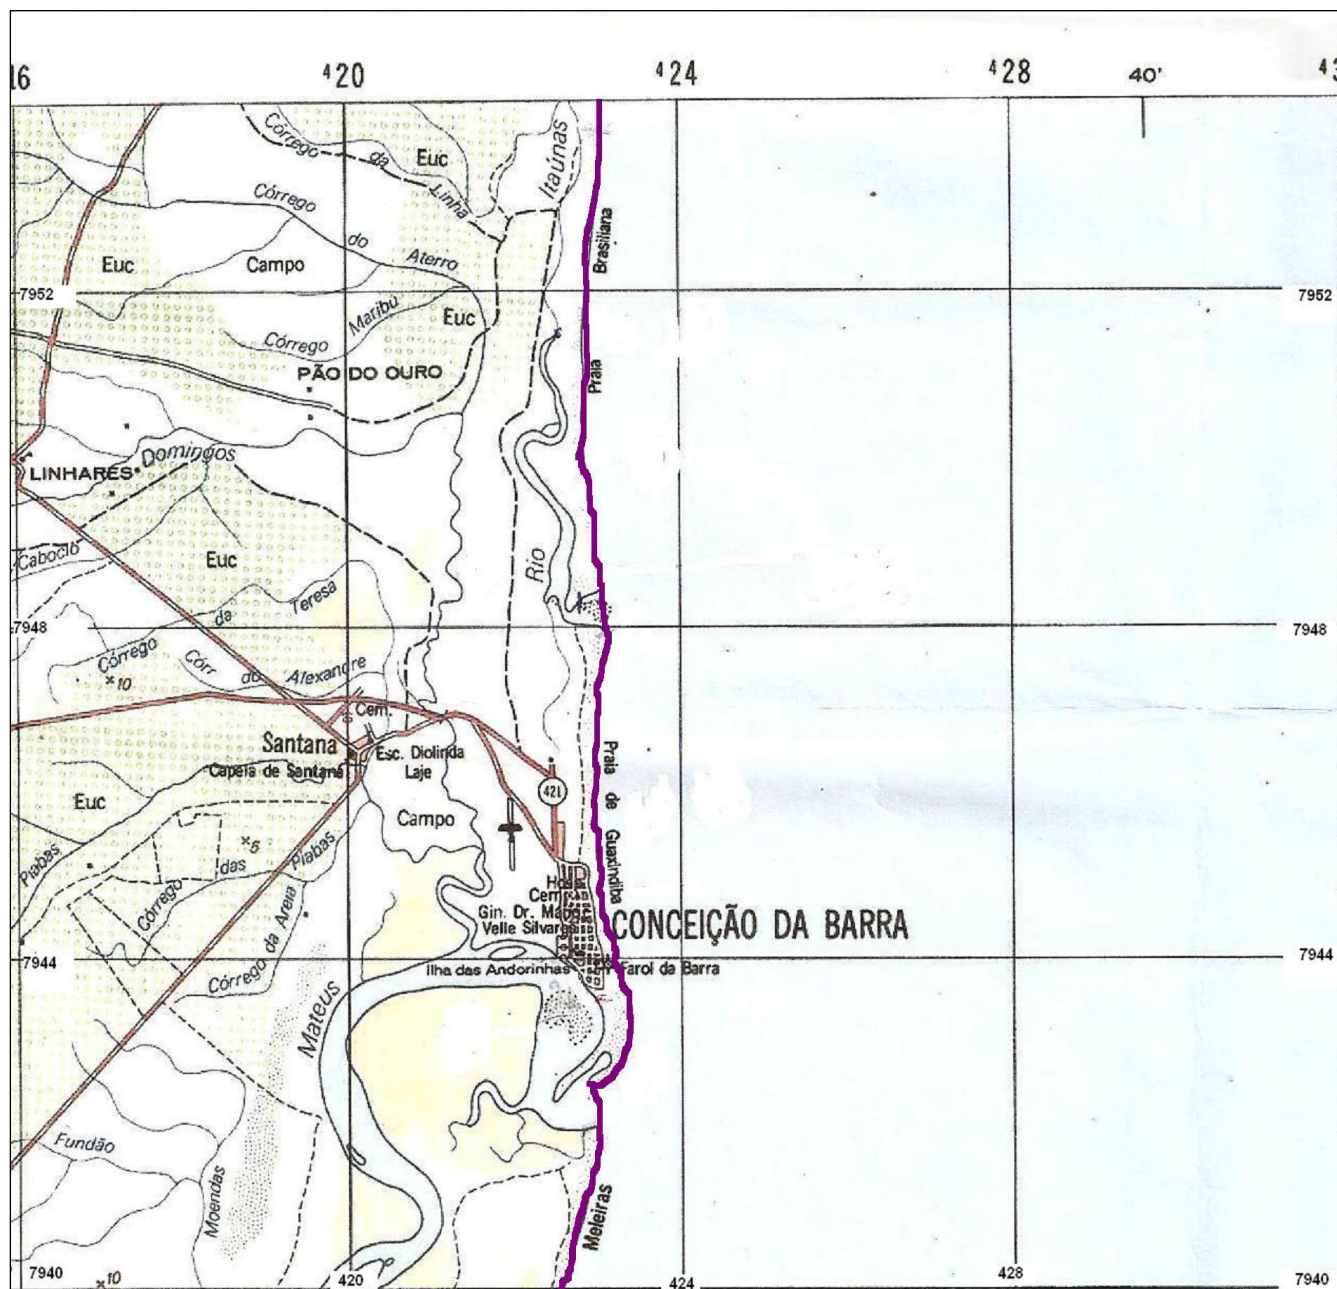 16
⁴20
⁴24
⁴28
40'
⁴3
Córrego
da
Linha
Euc
Itaúnas
Córrego
do
Aterro
Brasiliana
Euc
Campo
7952
7952
Maribú
Euc
Córrego
PÃO DO OURO
Praia
Domingos
LINHARES
Caboclo
Euc
Rio
Teresa
da
7948
7948
Córrego
Córr
do
Alexandre
×10
Cem.
Santana
Esc. Diolinda
Laje
Capela de Santana
Praia
de
Guaxindiba
421
Euc
Campo
×5
Piabas
Piabas
das
Córrego
Cem
Gin. Dr. Mário
Velle Silvares
CONCEIÇÃO DA BARRA
Córrego da Areia
7944
7944
Ilha das Andorinhas
Farol da Barra
Mateus
Fundão
Moendas
Meleiras
7940
×10
420
424
428
7940